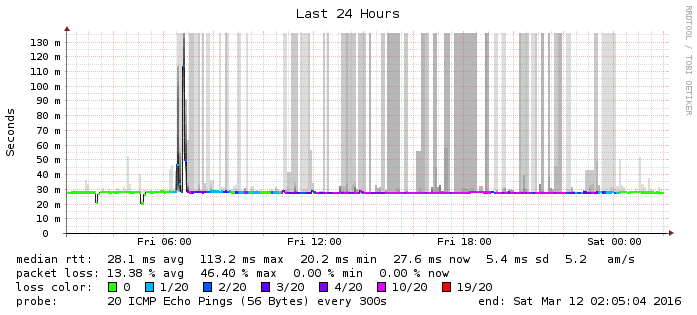 Last 24 Hours
RRDTOOL / TOBI OETIKER
Seconds
130 m
120 m
110 m
100 m
90 m
80 m
70 m
60 m
50 m
40 m
30 m
20 m
10 m
0
Fri 06:00 Fri 12:00 Fri 18:00 Sat 00:00
median rtt: 28.1 ms avg 113.2 ms max 20.2 ms min 27.6 ms now 5.4 ms sd 5.2 am/s
packet loss: 13.38 % avg 46.40 % max 0.00 % min 0.00 % now
loss color: 0 1/20 2/20 3/20 4/20 10/20 19/20
probe: 20 ICMP Echo Pings (56 Bytes) every 300s end: Sat Mar 12 02:05:04 2016